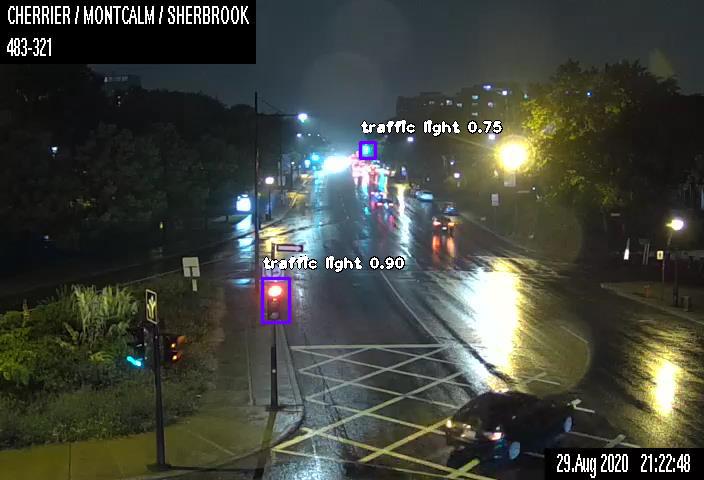 CHERRIER / MONTCALM / SHERBROOK
483-321
traffic light 0.75
traffic light 0.90
29.Aug 2020 21:22:48